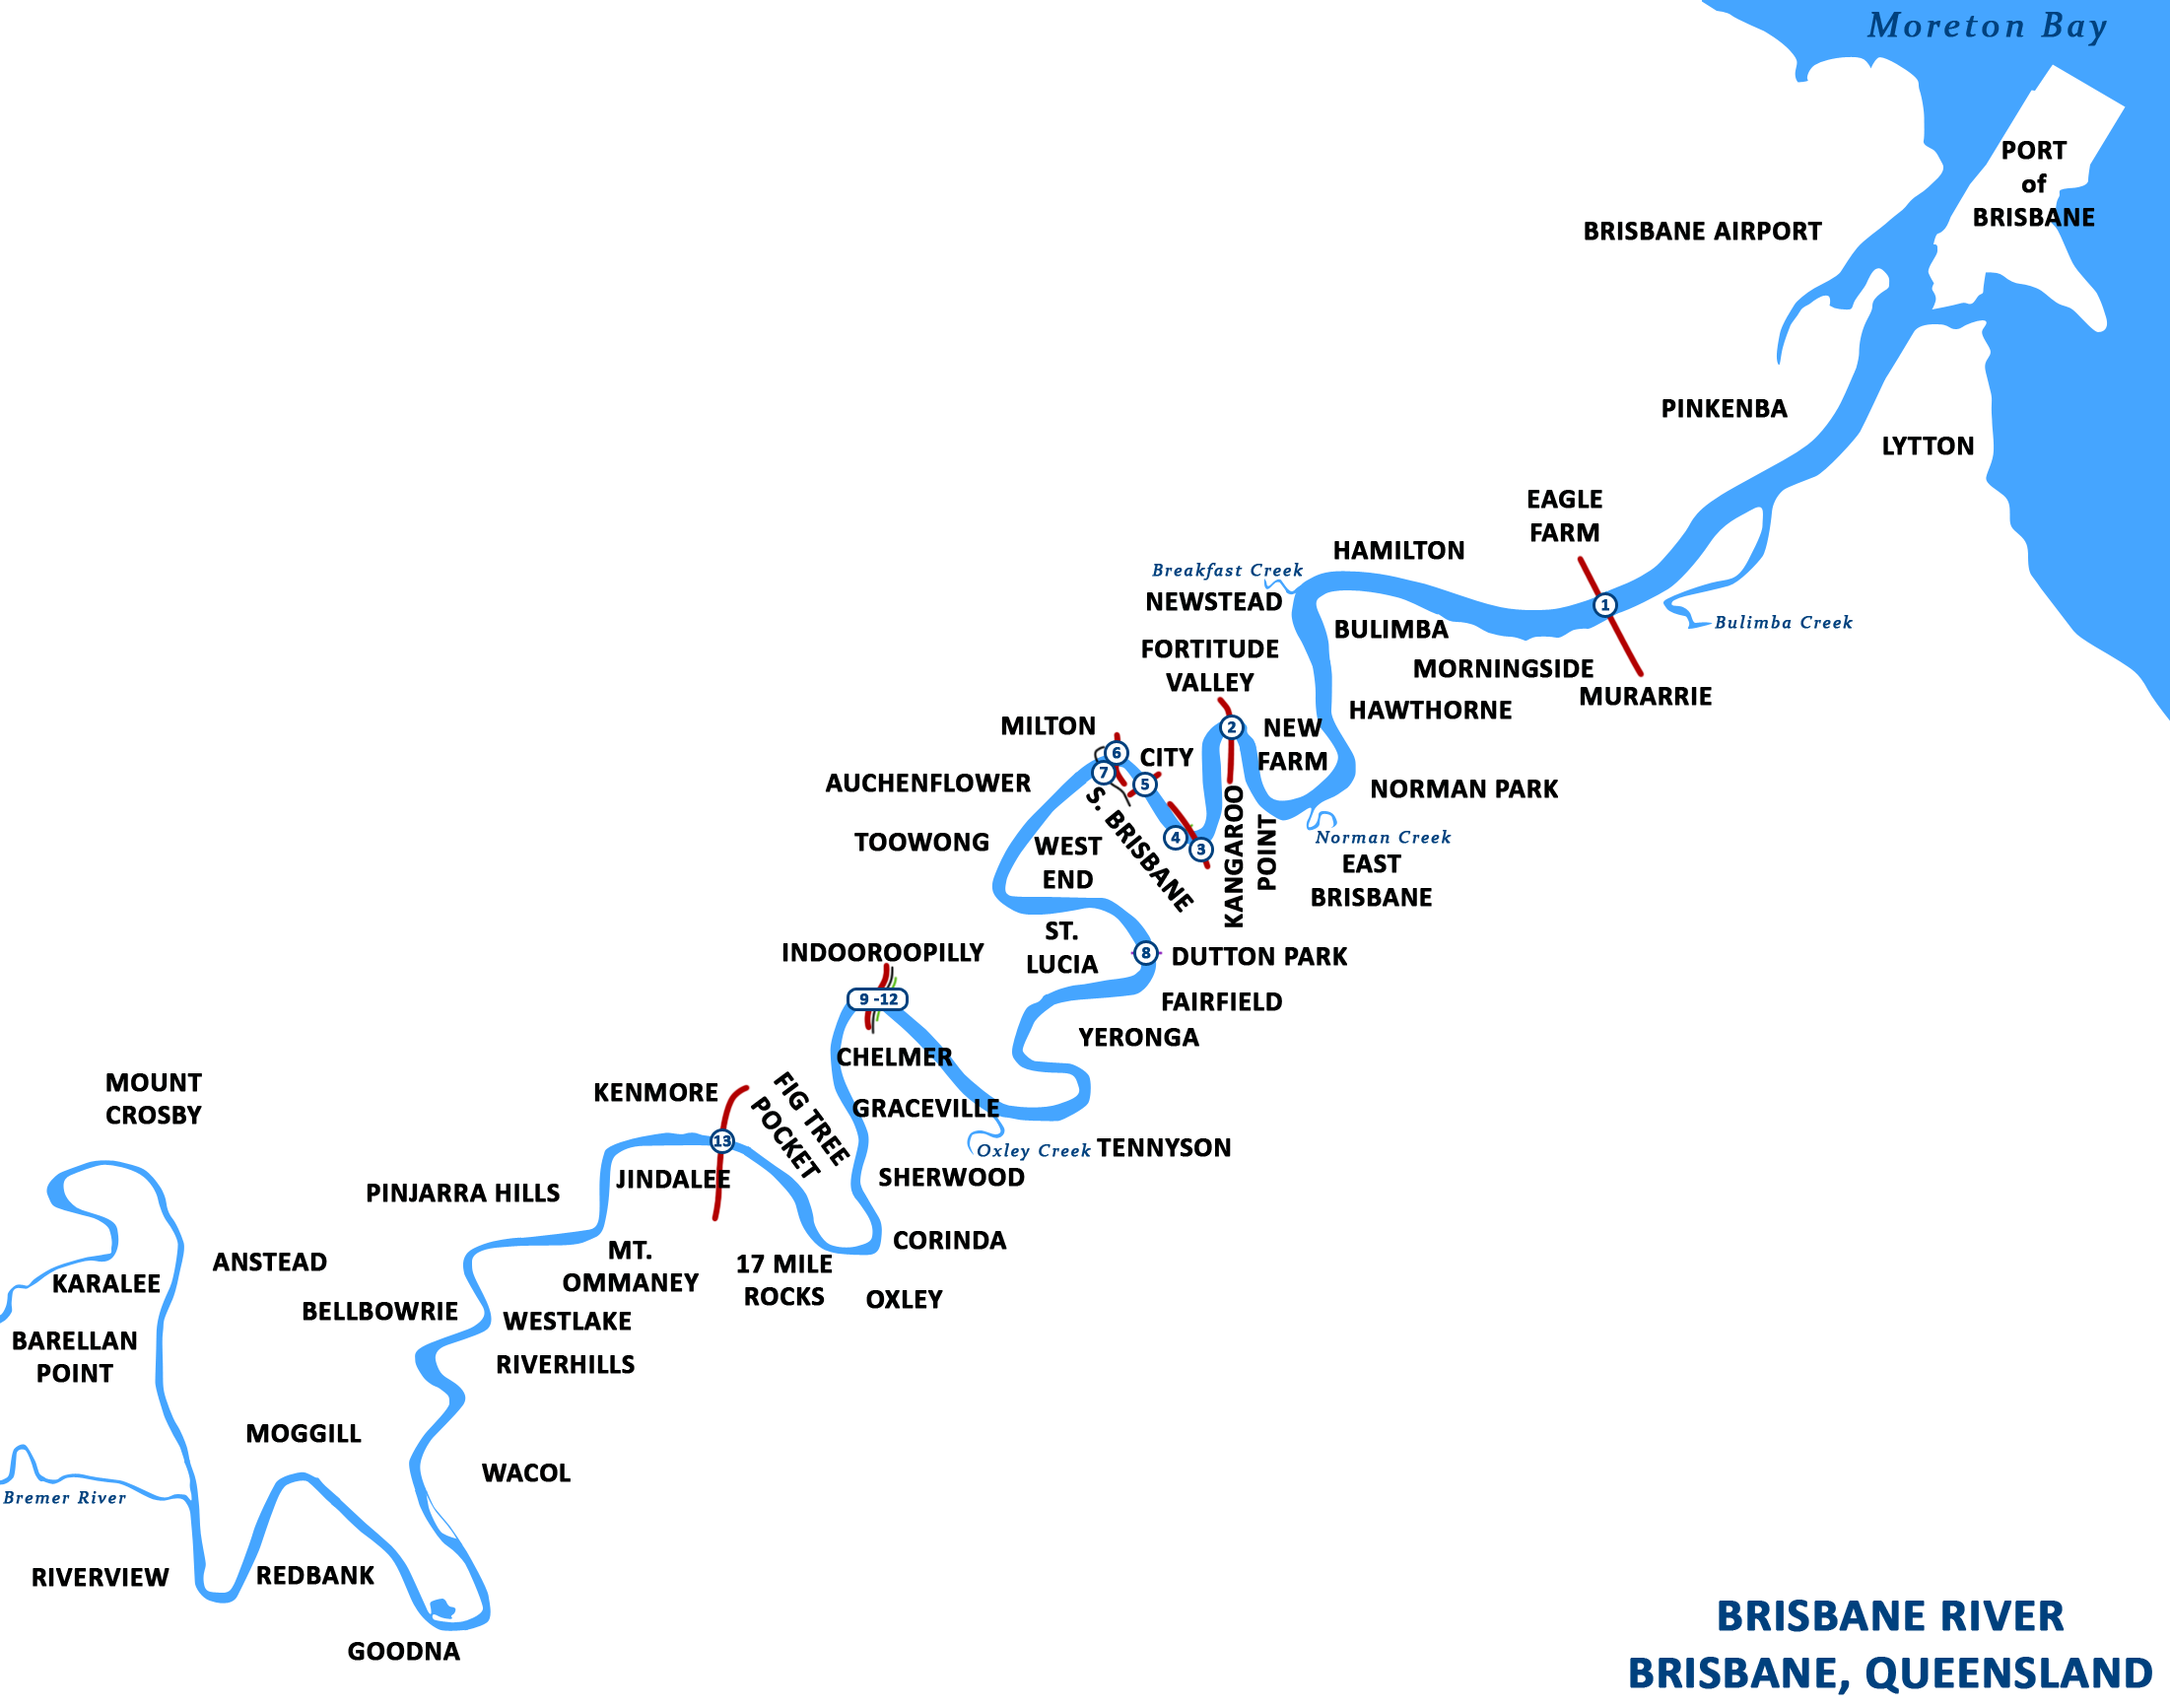 Moreton Bay
PORT
of
BRISBANE
BRISBANE AIRPORT
PINKENBA
LYTTON
EAGLE
FARM
HAMILTON
Breakfast Creek
NEWSTEAD
1
Bulimba Creek
BULIMBA
FORTITUDE
VALLEY
MORNINGSIDE
MURARRIE
HAWTHORNE
MILTON
2
NEW
FARM
6
CITY
7
5
AUCHENFLOWER
NORMAN PARK
S. BRISBANE
KANGAROO
POINT
4
3
Norman Creek
TOOWONG
WEST
END
EAST
BRISBANE
ST.
LUCIA
8
DUTTON PARK
INDOOROOPILLY
9 -12
FAIRFIELD
YERONGA
CHELMER
MOUNT
CROSBY
KENMORE
FIG TREE
POCKET
GRACEVILLE
13
Oxley Creek
TENNYSON
JINDALEE
SHERWOOD
PINJARRA HILLS
CORINDA
MT.
OMMANEY
17 MILE
ROCKS
OXLEY
ANSTEAD
KARALEE
BELLBOWRIE
WESTLAKE
BARELLAN
POINT
RIVERHILLS
MOGGILL
WACOL
Bremer River
RIVERVIEW
REDBANK
GOODNA
BRISBANE RIVER
BRISBANE, QUEENSLAND